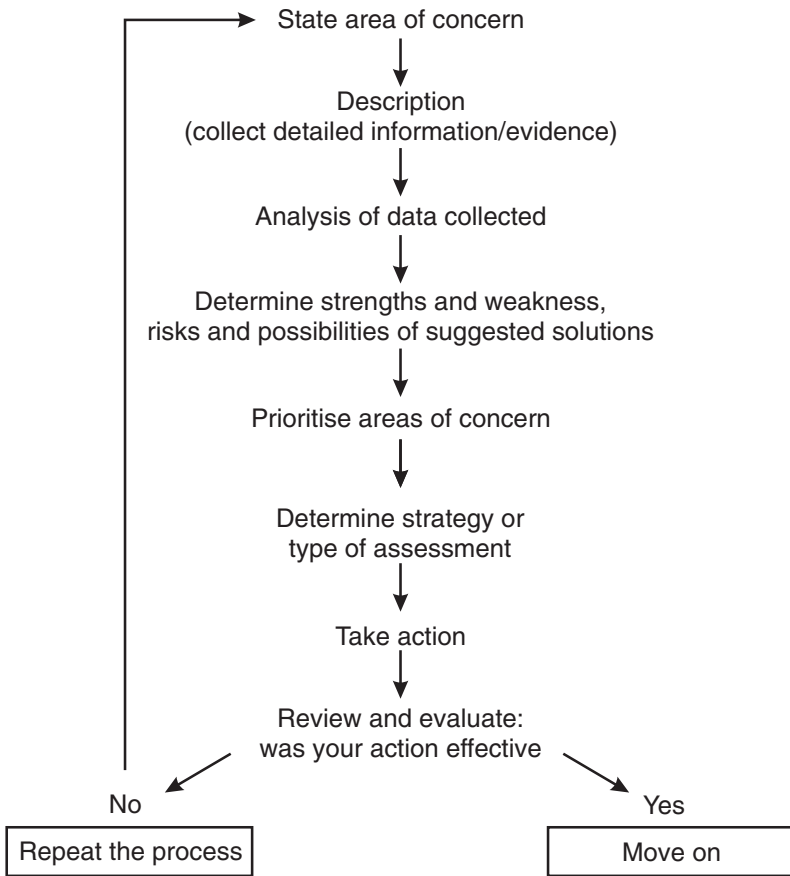 State area of concern
Description
(collect detailed information/evidence)
Analysis of data collected
Determine strengths and weakness,
risks and possibilities of suggested solutions
Prioritise areas of concern
Determine strategy or
type of assessment
Take action
Review and evaluate:
was your action effective
No
Yes
Repeat the process
Move on